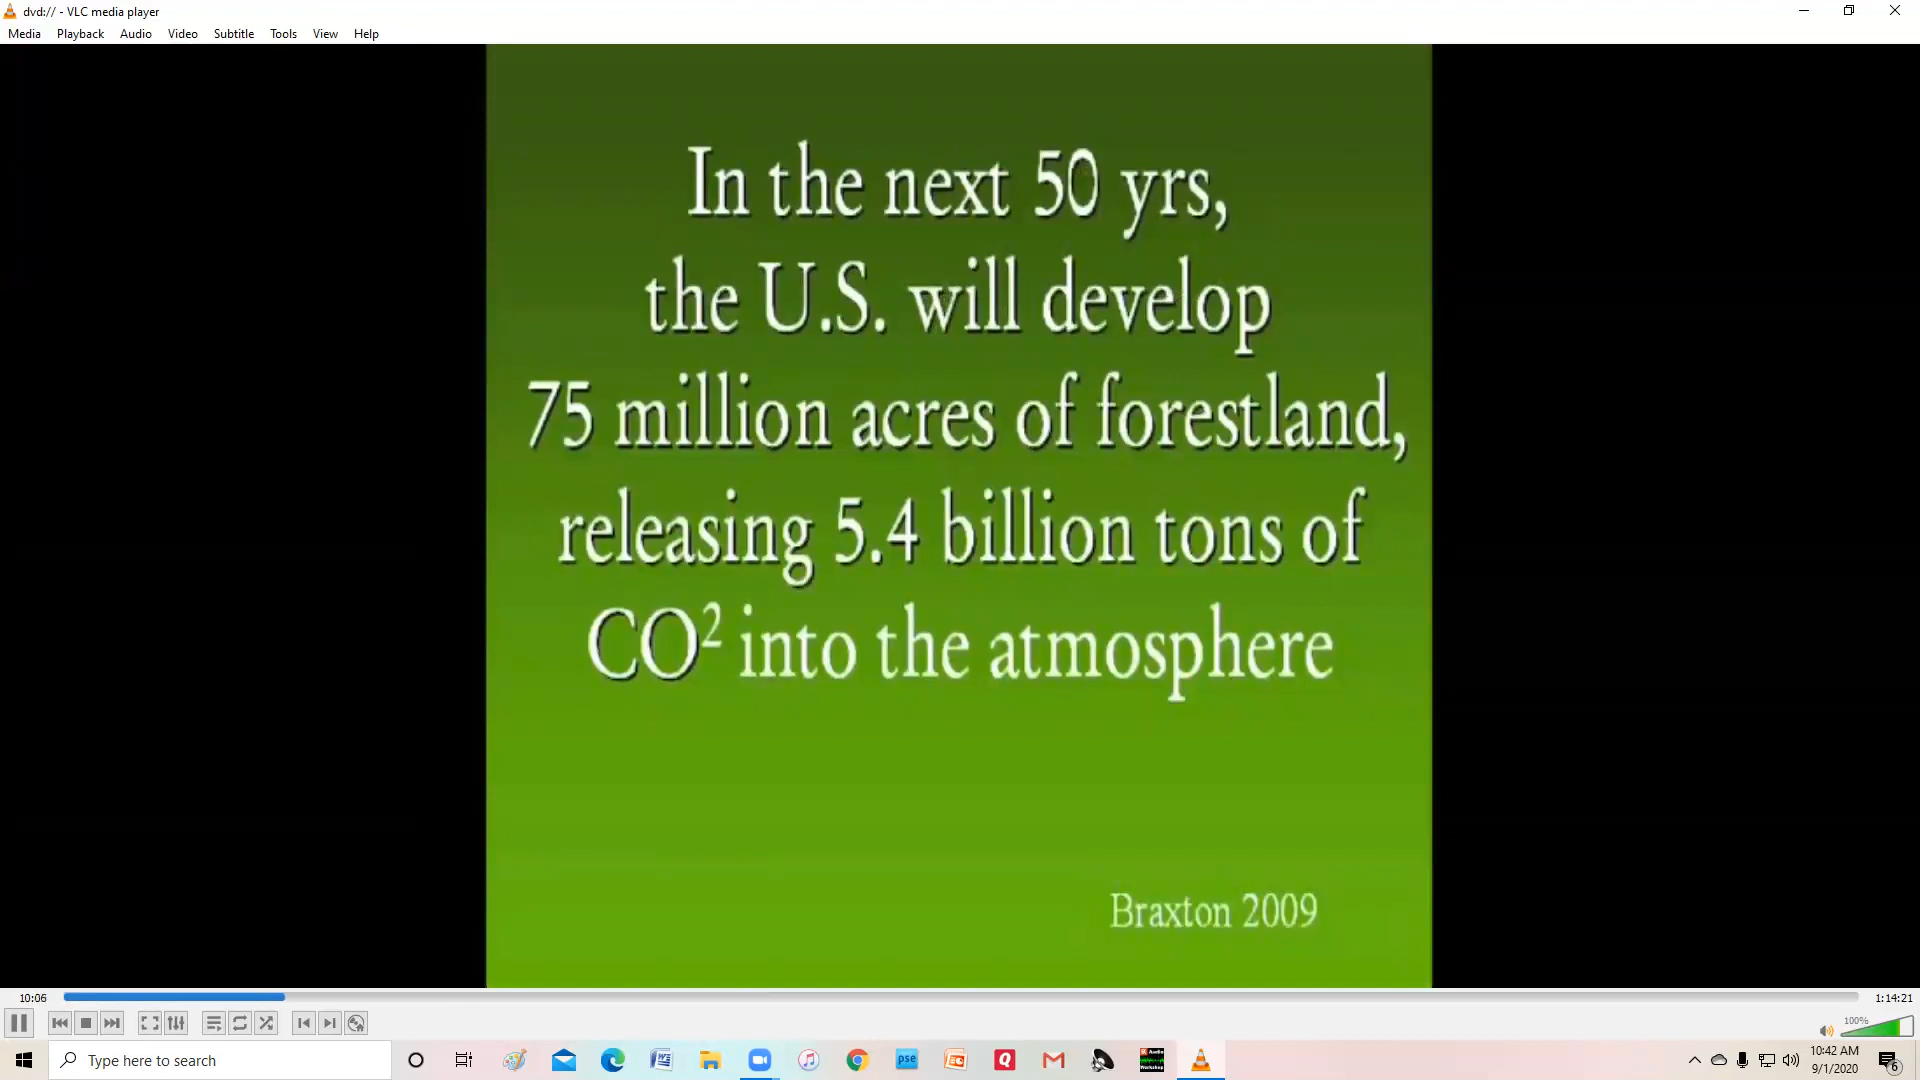 dvd:// - VLC media player
Media Playback Audio Video Subtitle Tools View Help
In the next 50 yrs,
the U.S. will develop
75 million acres of forestland,
releasing 5.4 billion tons of
CO² into the atmosphere
Braxton 2009
10:06 1:14:21
100%
Type here to search
pse
Q
10:42 AM
9/1/2020
6